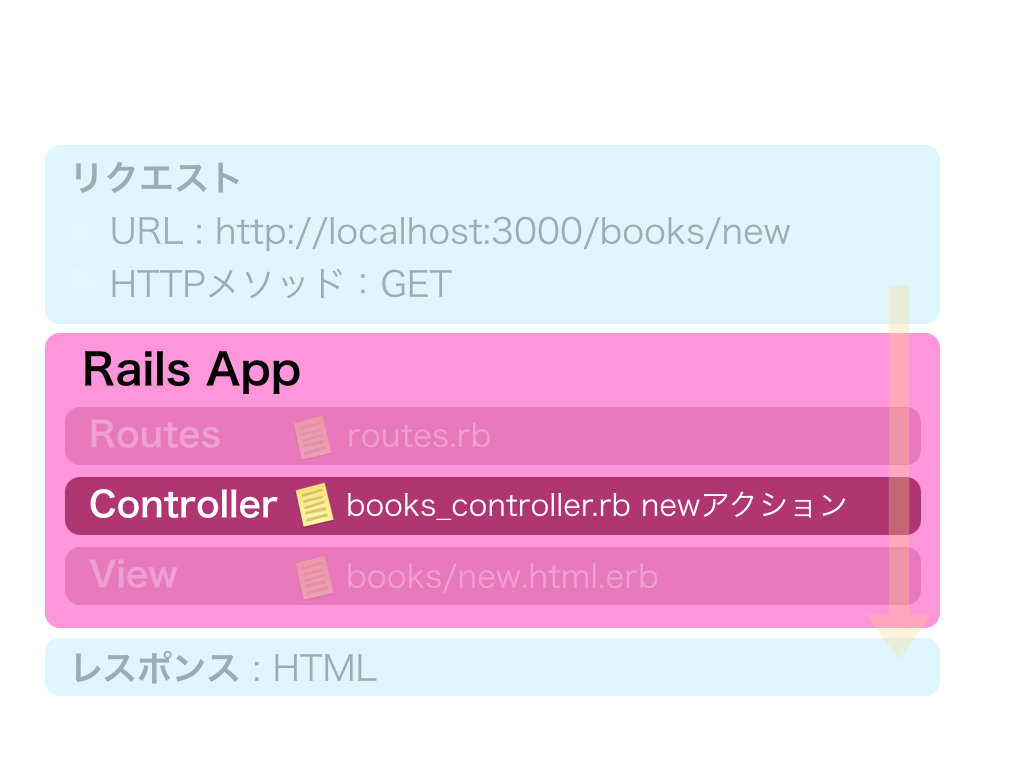 リクエスト
URL : http://localhost:3000/books/new
HTTPメソッド：GET
Rails App
Routes routes.rb
Controller books_controller.rb newアクション
View books/new.html.erb
レスポンス : HTML